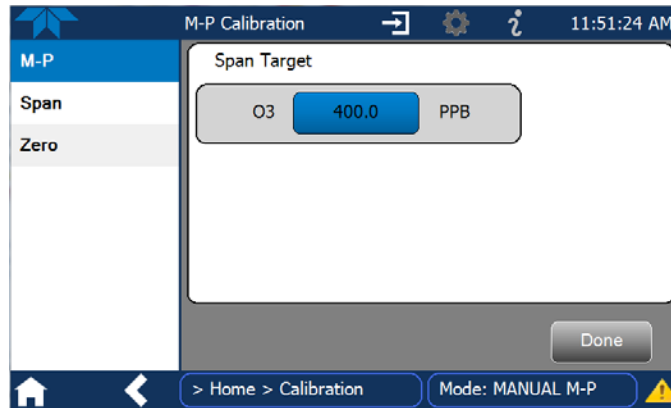 M-P Calibration 11:51:24 AM
M-P
Span
Zero
Span Target
O3 400.0 PPB
Done
> Home > Calibration Mode: MANUAL M-P